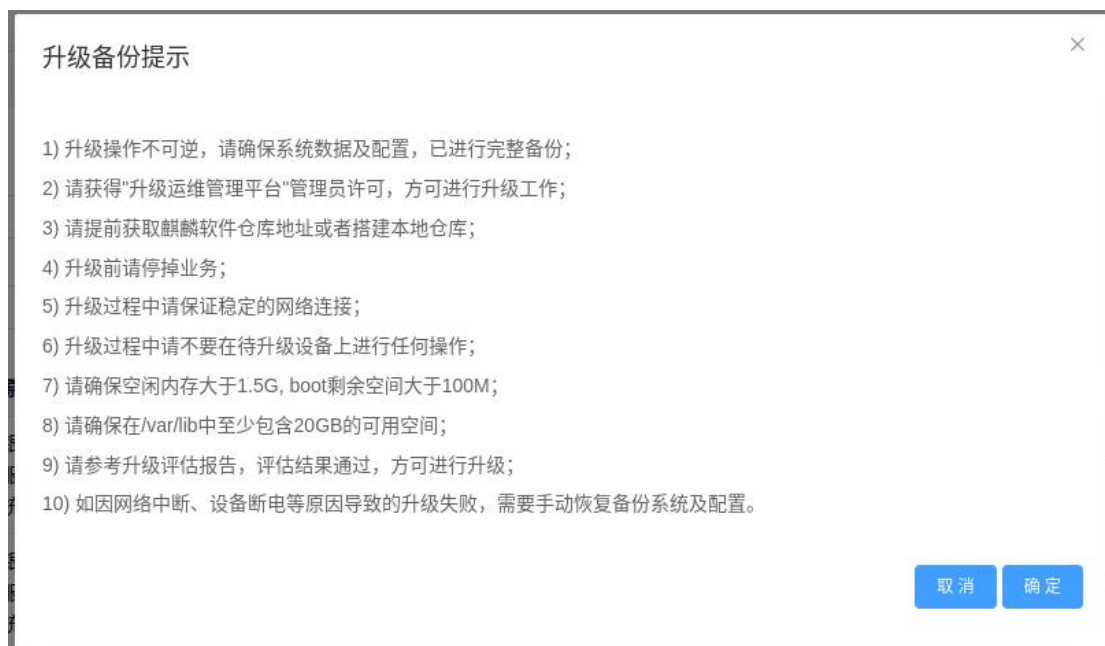 升级备份提示
1) 升级操作不可逆，请确保系统数据及配置，已进行完整备份；
2) 请获得"升级运维管理平台"管理员许可，方可进行升级工作；
3) 请提前获取麒麟软件仓库地址或者搭建本地仓库；
4) 升级前请停掉业务；
5) 升级过程中请保证稳定的网络连接；
6) 升级过程中请不要在待升级设备上进行任何操作；
7) 请确保空闲内存大于1.5G, boot剩余空间大于100M；
8) 请确保在/var/lib中至少包含20GB的可用空间；
9) 请参考升级评估报告，评估结果通过，方可进行升级；
10) 如因网络中断、设备断电等原因导致的升级失败，需要手动恢复备份系统及配置。
取消 确定